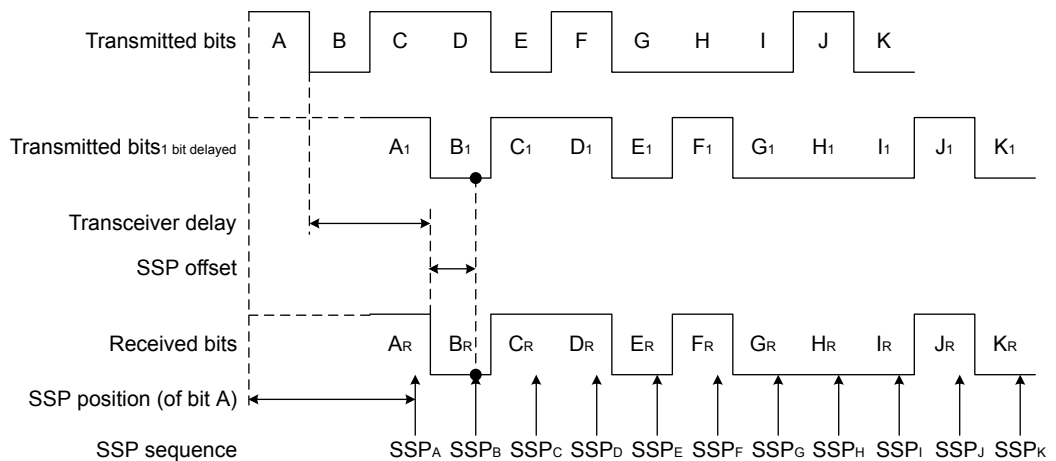 Transmitted bits A B C D E F G H I J K
Transmitted bits1 bit delayed A1 B1 C1 D1 E1 F1 G1 H1 I1 J1 K1
Transceiver delay
SSP offset
Received bits AR BR CR DR ER FR GR HR IR JR KR
SSP position (of bit A)
SSP sequence SSPA SSPB SSPC SSPD SSPE SSPF SSPG SSPH SSPI SSPJ SSPK